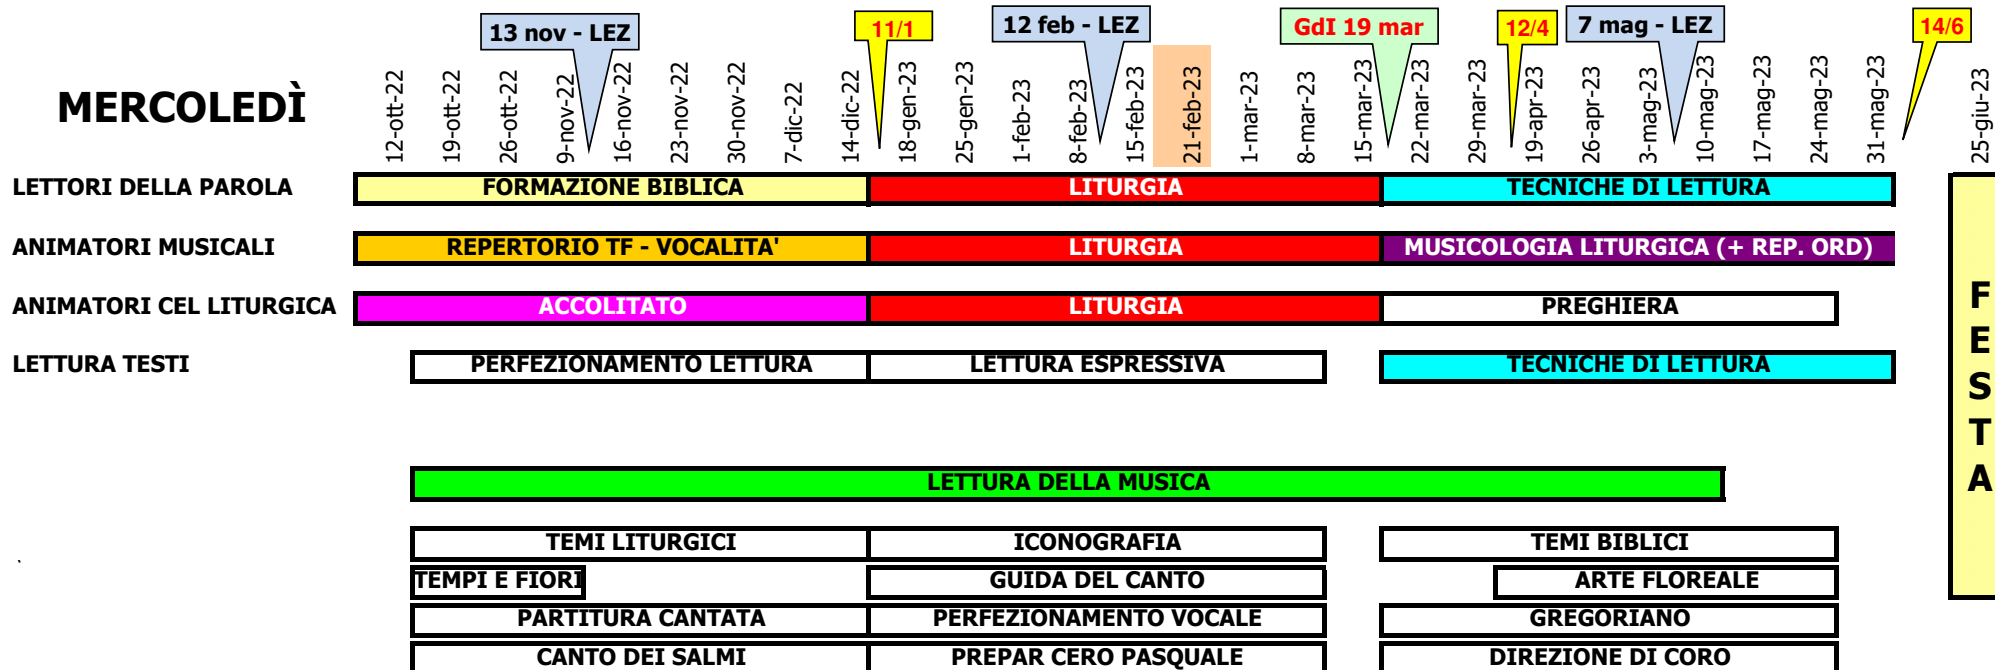 13 nov - LEZ
11/1
12 feb - LEZ
GdI 19 mar
12/4
7 mag - LEZ
14/6
MERCOLEDÌ
12-ott-22
19-ott-22
26-ott-22
9-nov-22
16-nov-22
23-nov-22
30-nov-22
7-dic-22
14-dic-22
18-gen-23
25-gen-23
1-feb-23
8-feb-23
15-feb-23
21-feb-23
1-mar-23
8-mar-23
15-mar-23
22-mar-23
29-mar-23
19-apr-23
26-apr-23
3-mag-23
10-mag-23
17-mag-23
24-mag-23
31-mag-23
25-giu-23
LETTORI DELLA PAROLA FORMAZIONE BIBLICA LITURGIA TECNICHE DI LETTURA
ANIMATORI MUSICALI REPERTORIO TF - VOCALITA' LITURGIA MUSICOLOGIA LITURGICA (+ REP. ORD)
ANIMATORI CEL LITURGICA ACCOLITATO LITURGIA PREGHIERA
LETTURA TESTI PERFEZIONAMENTO LETTURA LETTURA ESPRESSIVA TECNICHE DI LETTURA
LETTURA DELLA MUSICA
TEMI LITURGICI ICONOGRAFIA TEMI BIBLICI
TEMPI E FIORI GUIDA DEL CANTO ARTE FLOREALE
PARTITURA CANTATA PERFEZIONAMENTO VOCALE GREGORIANO
CANTO DEI SALMI PREPAR CERO PASQUALE DIREZIONE DI CORO
F
E
S
T
A